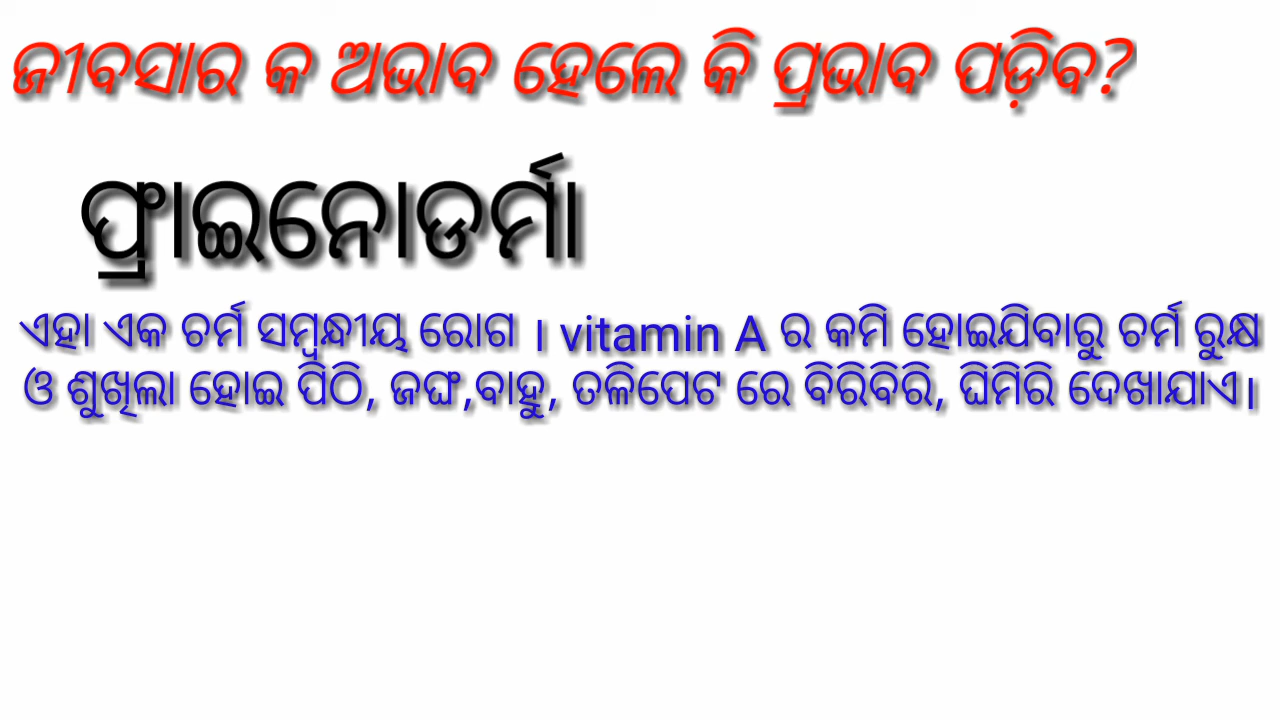 ଜୀବସାର କ ଅଭାବ ହେଲେ କି ପ୍ରଭାବ ପଡ଼ିବ?
ଫ୍ରାଇନୋଡର୍ମା
ଏହା ଏକ ଚର୍ମ ସମ୍ବନ୍ଧୀୟ ରୋଗ । vitamin A ର କମି ହୋଇଯିବାରୁ ଚର୍ମ ରୁକ୍ଷ
ଓ ଶୁଖିଲା ହୋଇ ପିଠି, ଜଙ୍ଘ,ବାହୁ, ତଳିପେଟ ରେ ବିରିବିରି, ଘିମିରି ଦେଖାଯାଏ।